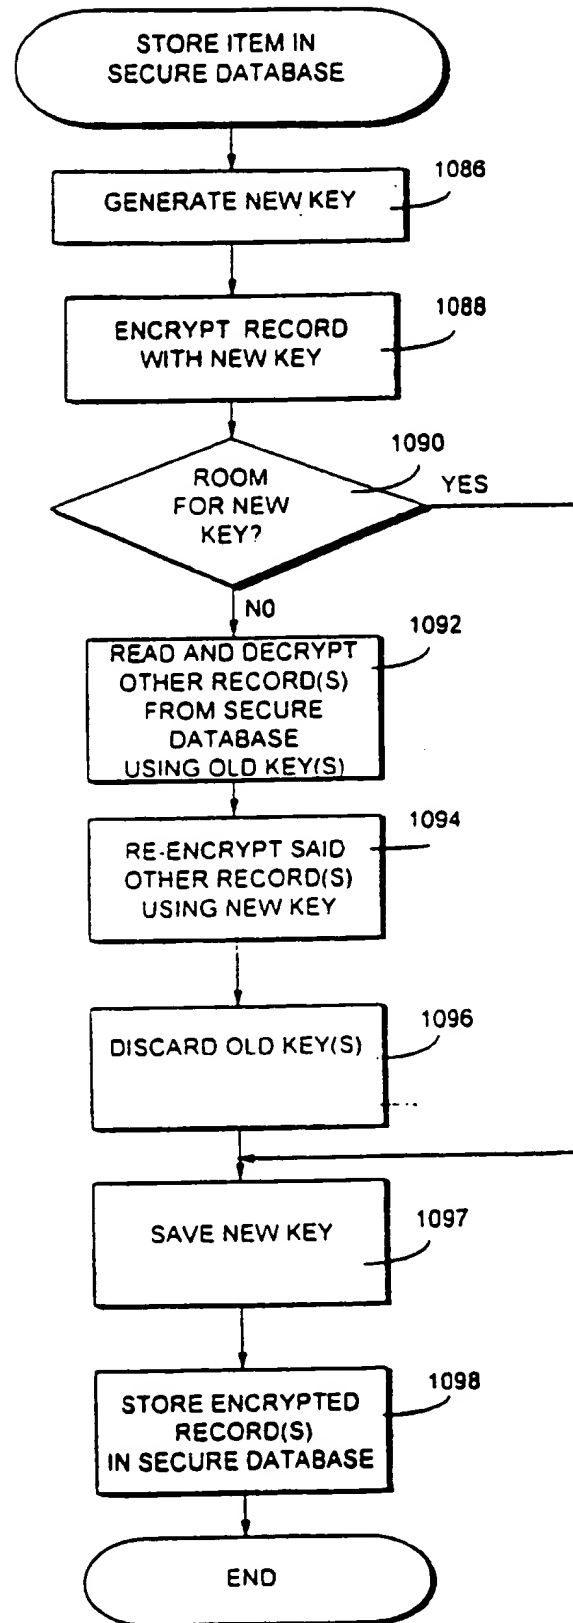 STORE ITEM IN
SECURE DATABASE
1086
GENERATE NEW KEY
1088
ENCRYPT RECORD
WITH NEW KEY
1090
ROOM
FOR NEW
KEY?
YES
NO
1092
READ AND DECRYPT
OTHER RECORD(S)
FROM SECURE
DATABASE
USING OLD KEY(S)
1094
RE-ENCRYPT SAID
OTHER RECORD(S)
USING NEW KEY
1096
DISCARD OLD KEY(S)
1097
SAVE NEW KEY
1098
STORE ENCRYPTED
RECORD(S)
IN SECURE DATABASE
END